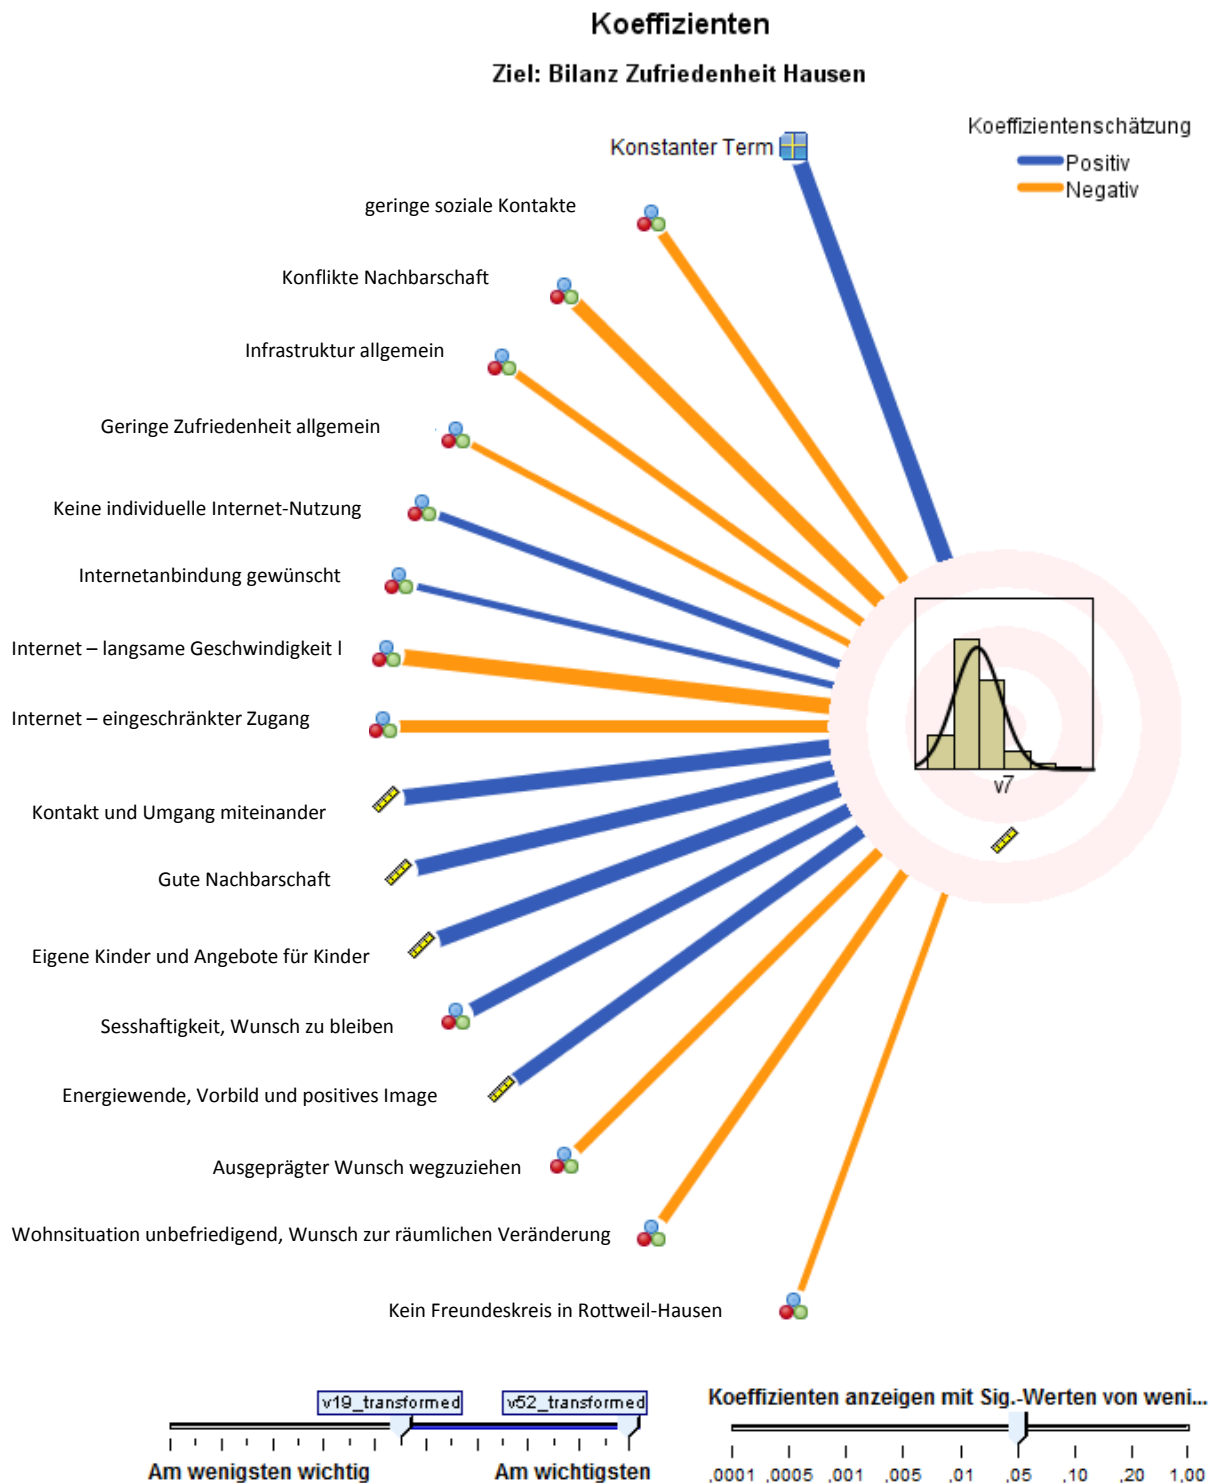 Koeffizienten
Ziel: Bilanz Zufriedenheit Hausen
Koeffizientenschätzung
Positiv
Negativ
Konstanter Term
geringe soziale Kontakte
Konflikte Nachbarschaft
Infrastruktur allgemein
Geringe Zufriedenheit allgemein
Keine individuelle Internet-Nutzung
Internetanbindung gewünscht
Internet – langsame Geschwindigkeit l
Internet – eingeschränkter Zugang
Kontakt und Umgang miteinander
Gute Nachbarschaft
Eigene Kinder und Angebote für Kinder
Sesshaftigkeit, Wunsch zu bleiben
Energiewende, Vorbild und positives Image
Ausgeprägter Wunsch wegzuziehen
Wohnsituation unbefriedigend, Wunsch zur räumlichen Veränderung
Kein Freundeskreis in Rottweil-Hausen
v7
v19_transformed v52_transformed
Am wenigsten wichtig Am wichtigsten
Koeffizienten anzeigen mit Sig.-Werten von weni...
,0001 ,0005 ,001 ,005 ,01 ,05 ,10 ,20 1,00